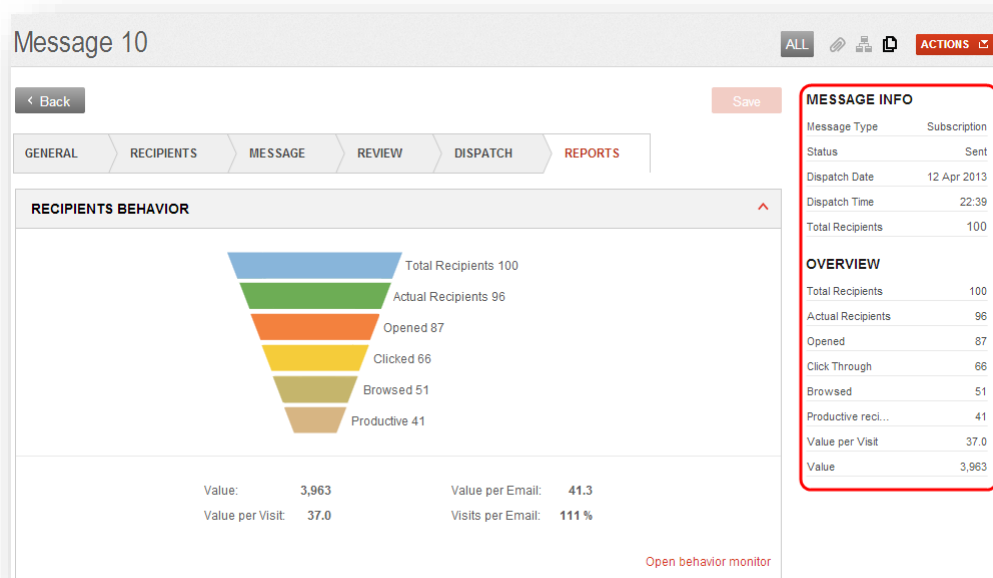 Message 10
ALL
ACTIONS
Back
Save
GENERAL RECIPIENTS MESSAGE REVIEW DISPATCH REPORTS
RECIPIENTS BEHAVIOR
Total Recipients 100
Actual Recipients 96
Opened 87
Clicked 66
Browsed 51
Productive 41
Value: 3,963 Value per Email: 41.3
Value per Visit: 37.0 Visits per Email: 111 %
Open behavior monitor
MESSAGE INFO
Message Type Subscription
Status Sent
Dispatch Date 12 Apr 2013
Dispatch Time 22:39
Total Recipients 100
OVERVIEW
Total Recipients 100
Actual Recipients 96
Opened 87
Click Through 66
Browsed 51
Productive reci... 41
Value per Visit 37.0
Value 3,963